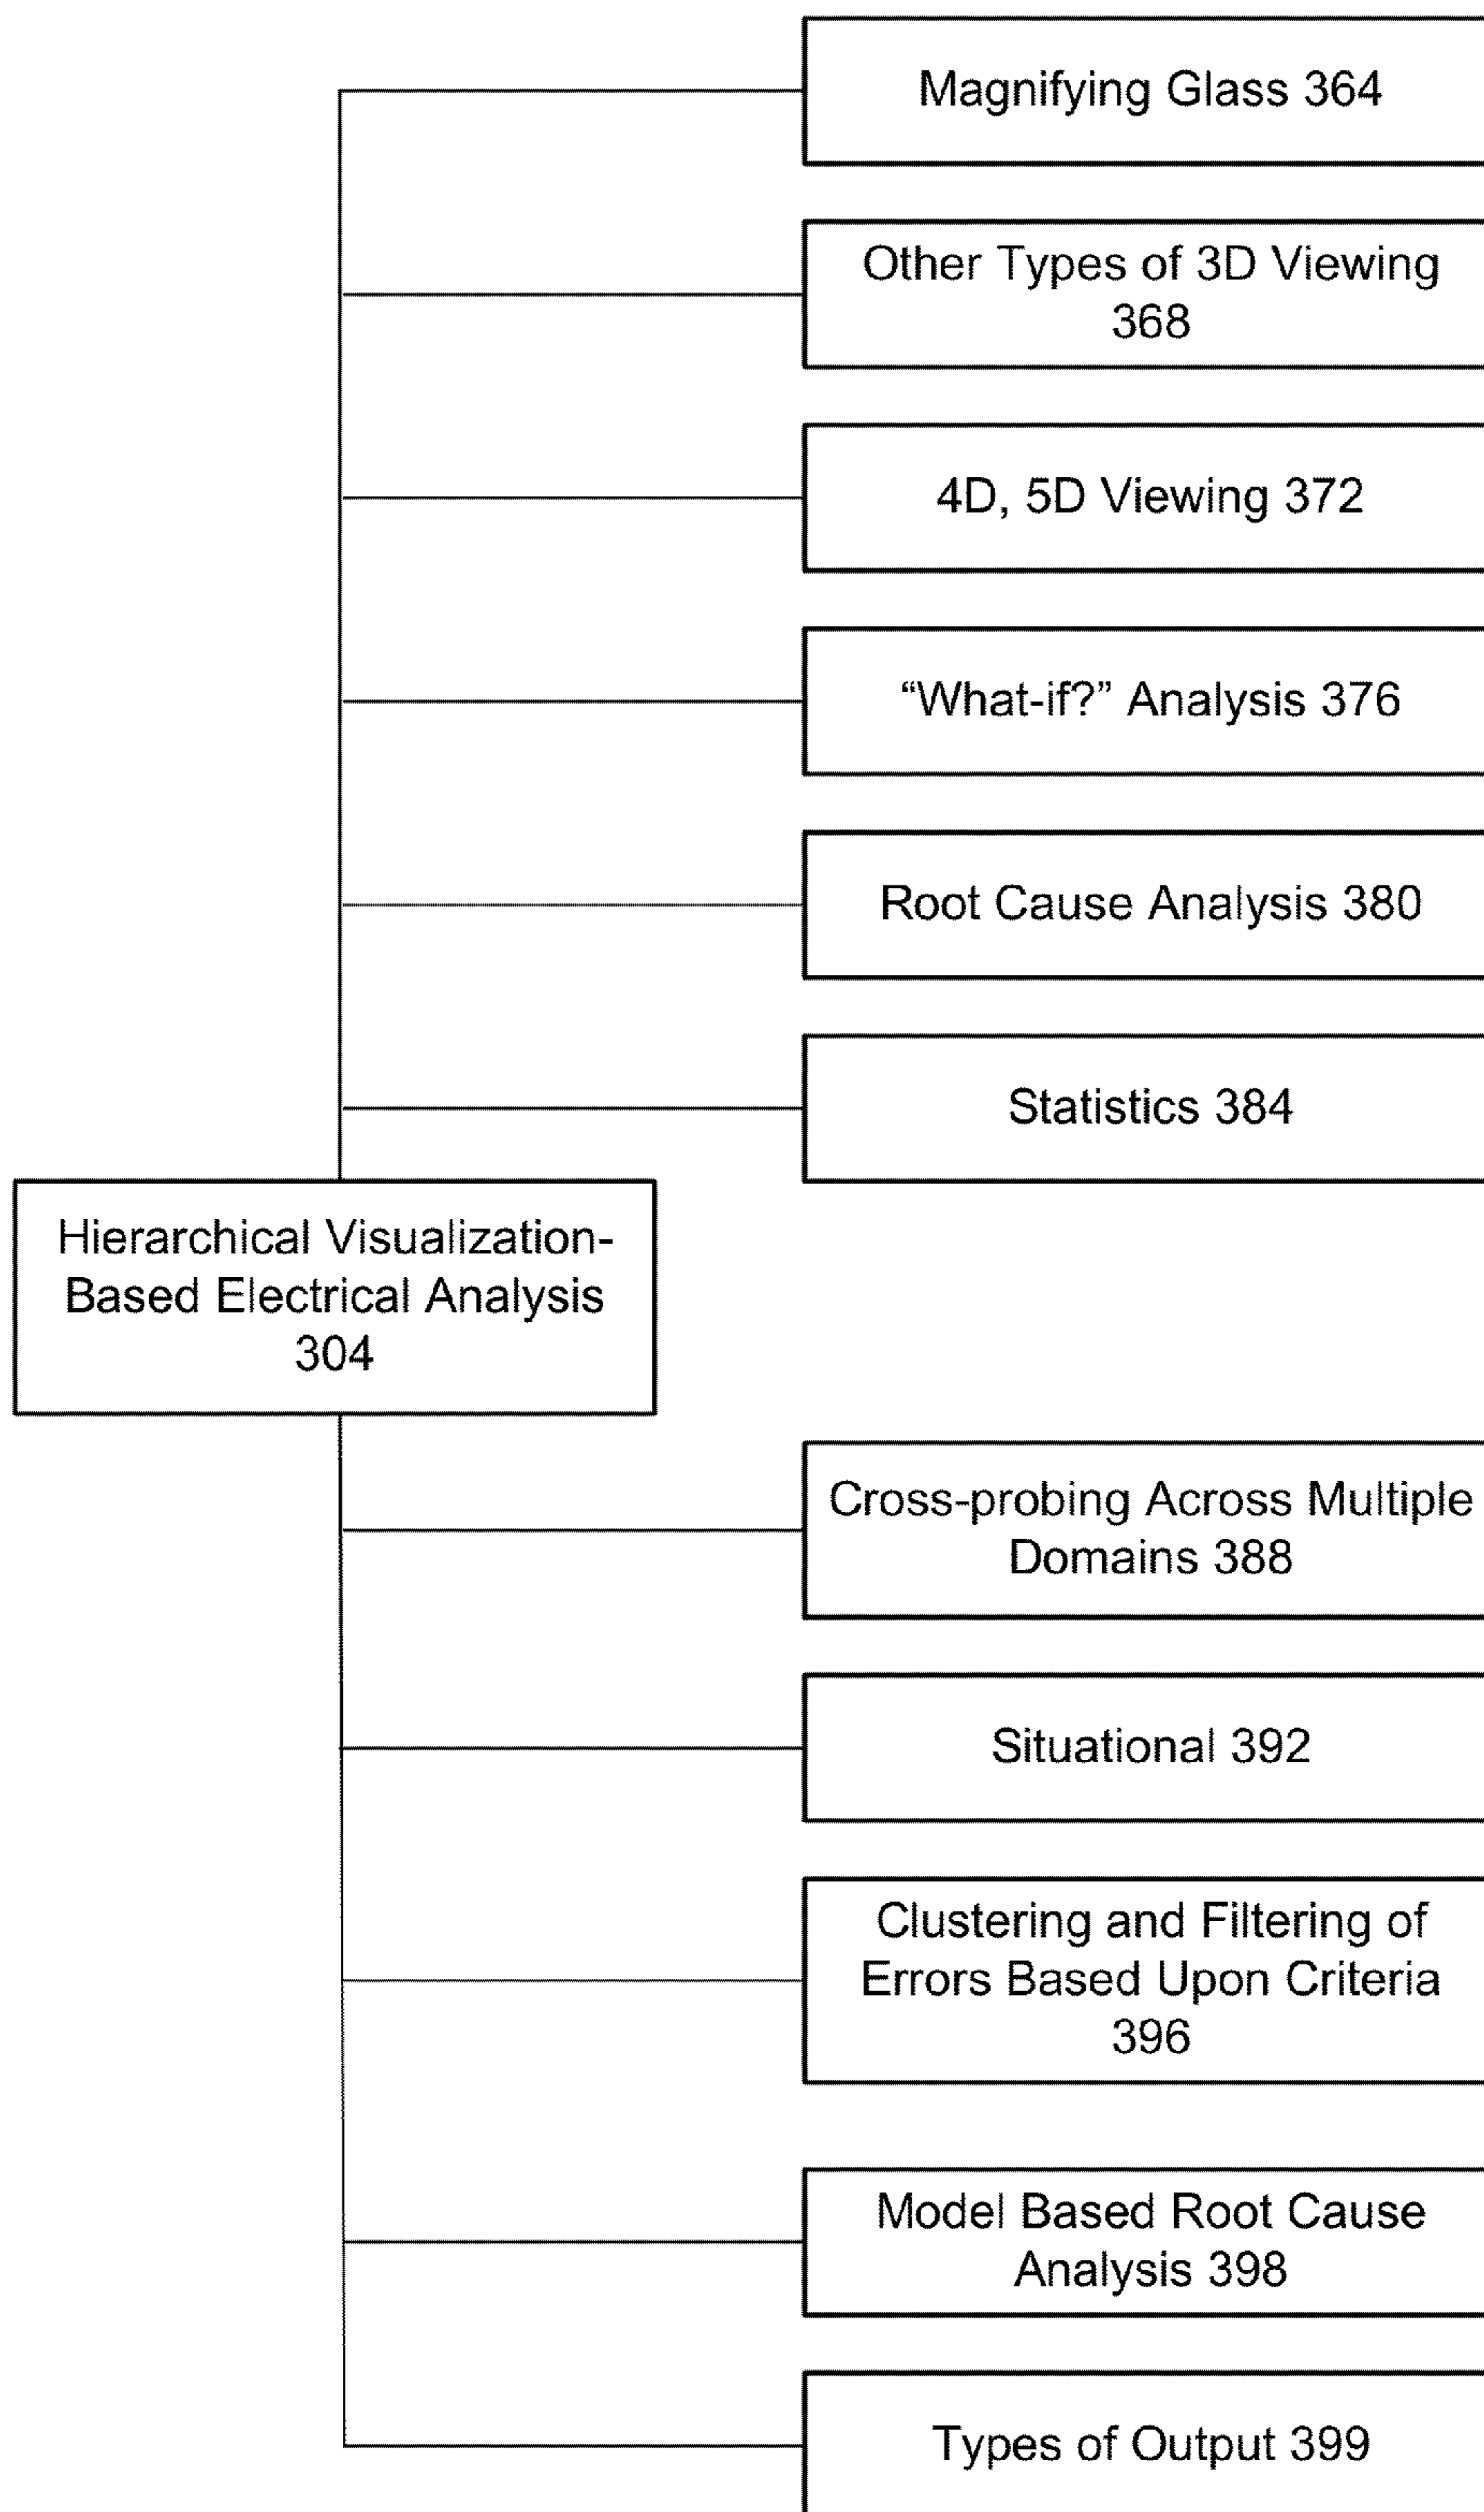 Magnifying Glass 364
Other Types of 3D Viewing
368
4D, 5D Viewing 372
“What-if?” Analysis 376
Root Cause Analysis 380
Statistics 384
Hierarchical Visualization-
Based Electrical Analysis
304
Cross-probing Across Multiple
Domains 388
Situational 392
Clustering and Filtering of
Errors Based Upon Criteria
396
Model Based Root Cause
Analysis 398
Types of Output 399